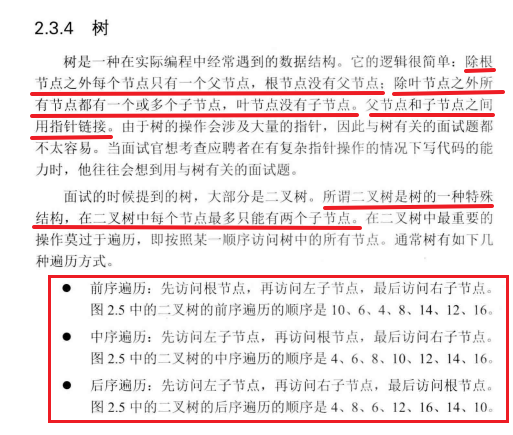 2.3.4 树
树是一种在实际编程中经常遇到的数据结构。它的逻辑很简单：除根
节点之外每个节点只有一个父节点，根节点没有父节点；除叶节点之外所
有节点都有一个或多个子节点，叶节点没有子节点。父节点和子节点之间
用指针链接。由于树的操作会涉及大量的指针，因此与树有关的面试题都
不太容易。当面试官想考查应聘者在有复杂指针操作的情况下写代码的能
力时，他往往会想到用与树有关的面试题。
面试的时候提到的树，大部分是二叉树。所谓二叉树是树的一种特殊
结构，在二叉树中每个节点最多只能有两个子节点。在二叉树中最重要的
操作莫过于遍历，即按照某一顺序访问树中的所有节点。通常树有如下几
种遍历方式。
● 前序遍历：先访问根节点，再访问左子节点，最后访问右子节点。
图 2.5 中的二叉树的前序遍历的顺序是 10、6、4、8、14、12、16。
● 中序遍历：先访问左子节点，再访问根节点，最后访问右子节点。
图 2.5 中的二叉树的中序遍历的顺序是 4、6、8、10、12、14、16。
● 后序遍历：先访问左子节点，再访问右子节点，最后访问根节点。
图 2.5 中的二叉树的后序遍历的顺序是 4、8、6、12、16、14、10。